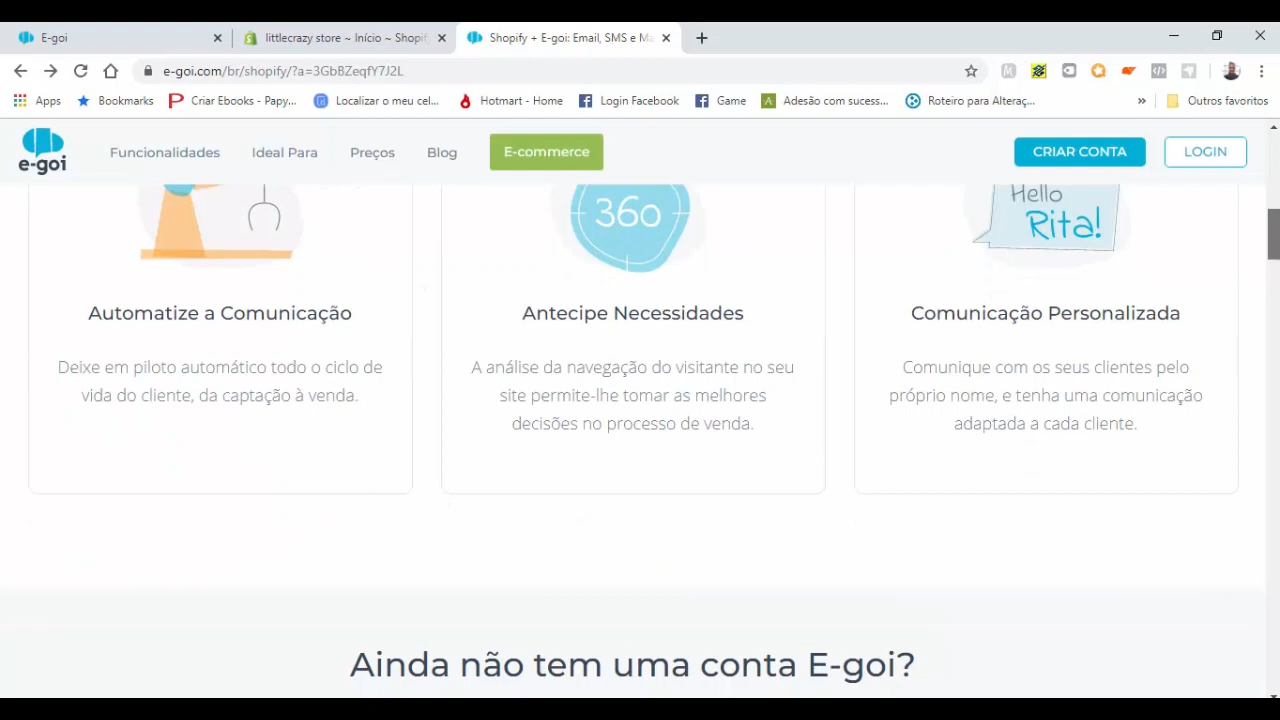 E-goi
littlecrazy store ~ Início ~ Shopif
Shopify + E-goi: Email, SMS e Ma
e-goi.com/br/shopify/?a=3GbBZeqfY7J2L
Apps
Bookmarks
Criar Ebooks - Papy...
Localizar o meu cel...
Hotmart - Home
Login Facebook
Game
Adesão com sucess...
Roteiro para Alteraç...
»
Outros favoritos
e-goi
Funcionalidades
Ideal Para
Preços
Blog
E-commerce
CRIAR CONTA
LOGIN
360
Hello
Rita!
Automatize a Comunicação
Deixe em piloto automático todo o ciclo de
vida do cliente, da captação à venda.
Antecipe Necessidades
A análise da navegação do visitante no seu
site permite-lhe tomar as melhores
decisões no processo de venda.
Comunicação Personalizada
Comunique com os seus clientes pelo
próprio nome, e tenha uma comunicação
adaptada a cada cliente.
Ainda não tem uma conta E-goi?